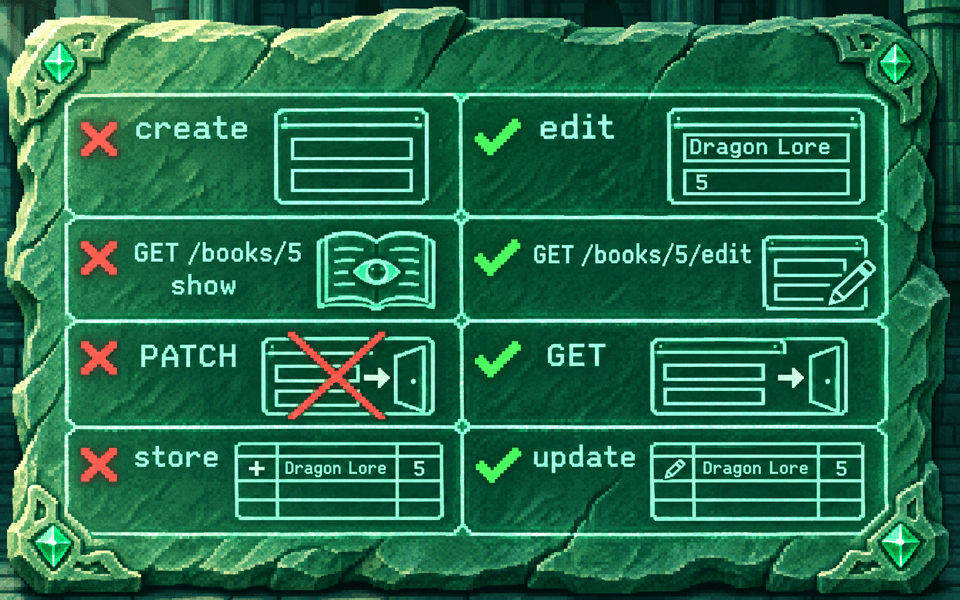 create
edit
Dragon Lore
5
GET /books/5
show
GET /books/5/edit
PATCH
GET
store
+ Dragon Lore 5
update
Dragon Lore 5